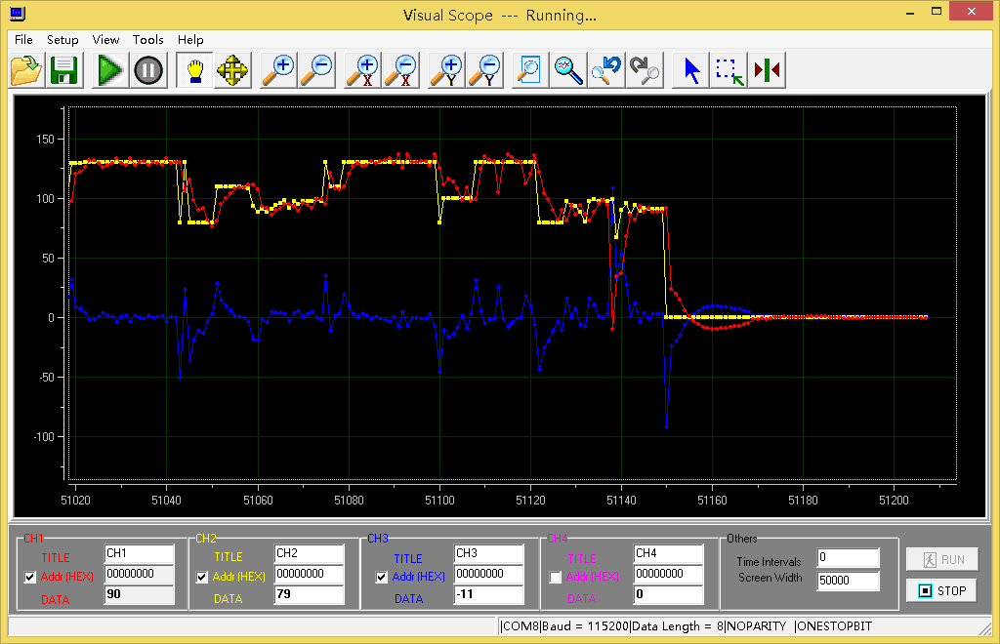 Visual Scope --- Running...
File Setup View Tools Help
X X Y Y
150
100
50
0
-50
-100
51020 51040 51060 51080 51100 51120 51140 51160 51180 51200
CH1 CH2 CH3 CH4 Others
TITLE CH1 TITLE CH2 TITLE CH3 TITLE CH4 Time Intervals 0 RUN
Addr (HEX) 00000000 Addr (HEX) 00000000 Addr (HEX) 00000000 Addr (HEX) 00000000 Screen Width 50000
DATA 90 DATA 79 DATA -11 DATA 0 STOP
|COM8|Baud = 115200|Data Length = 8|NOPARITY |ONESTOPBIT